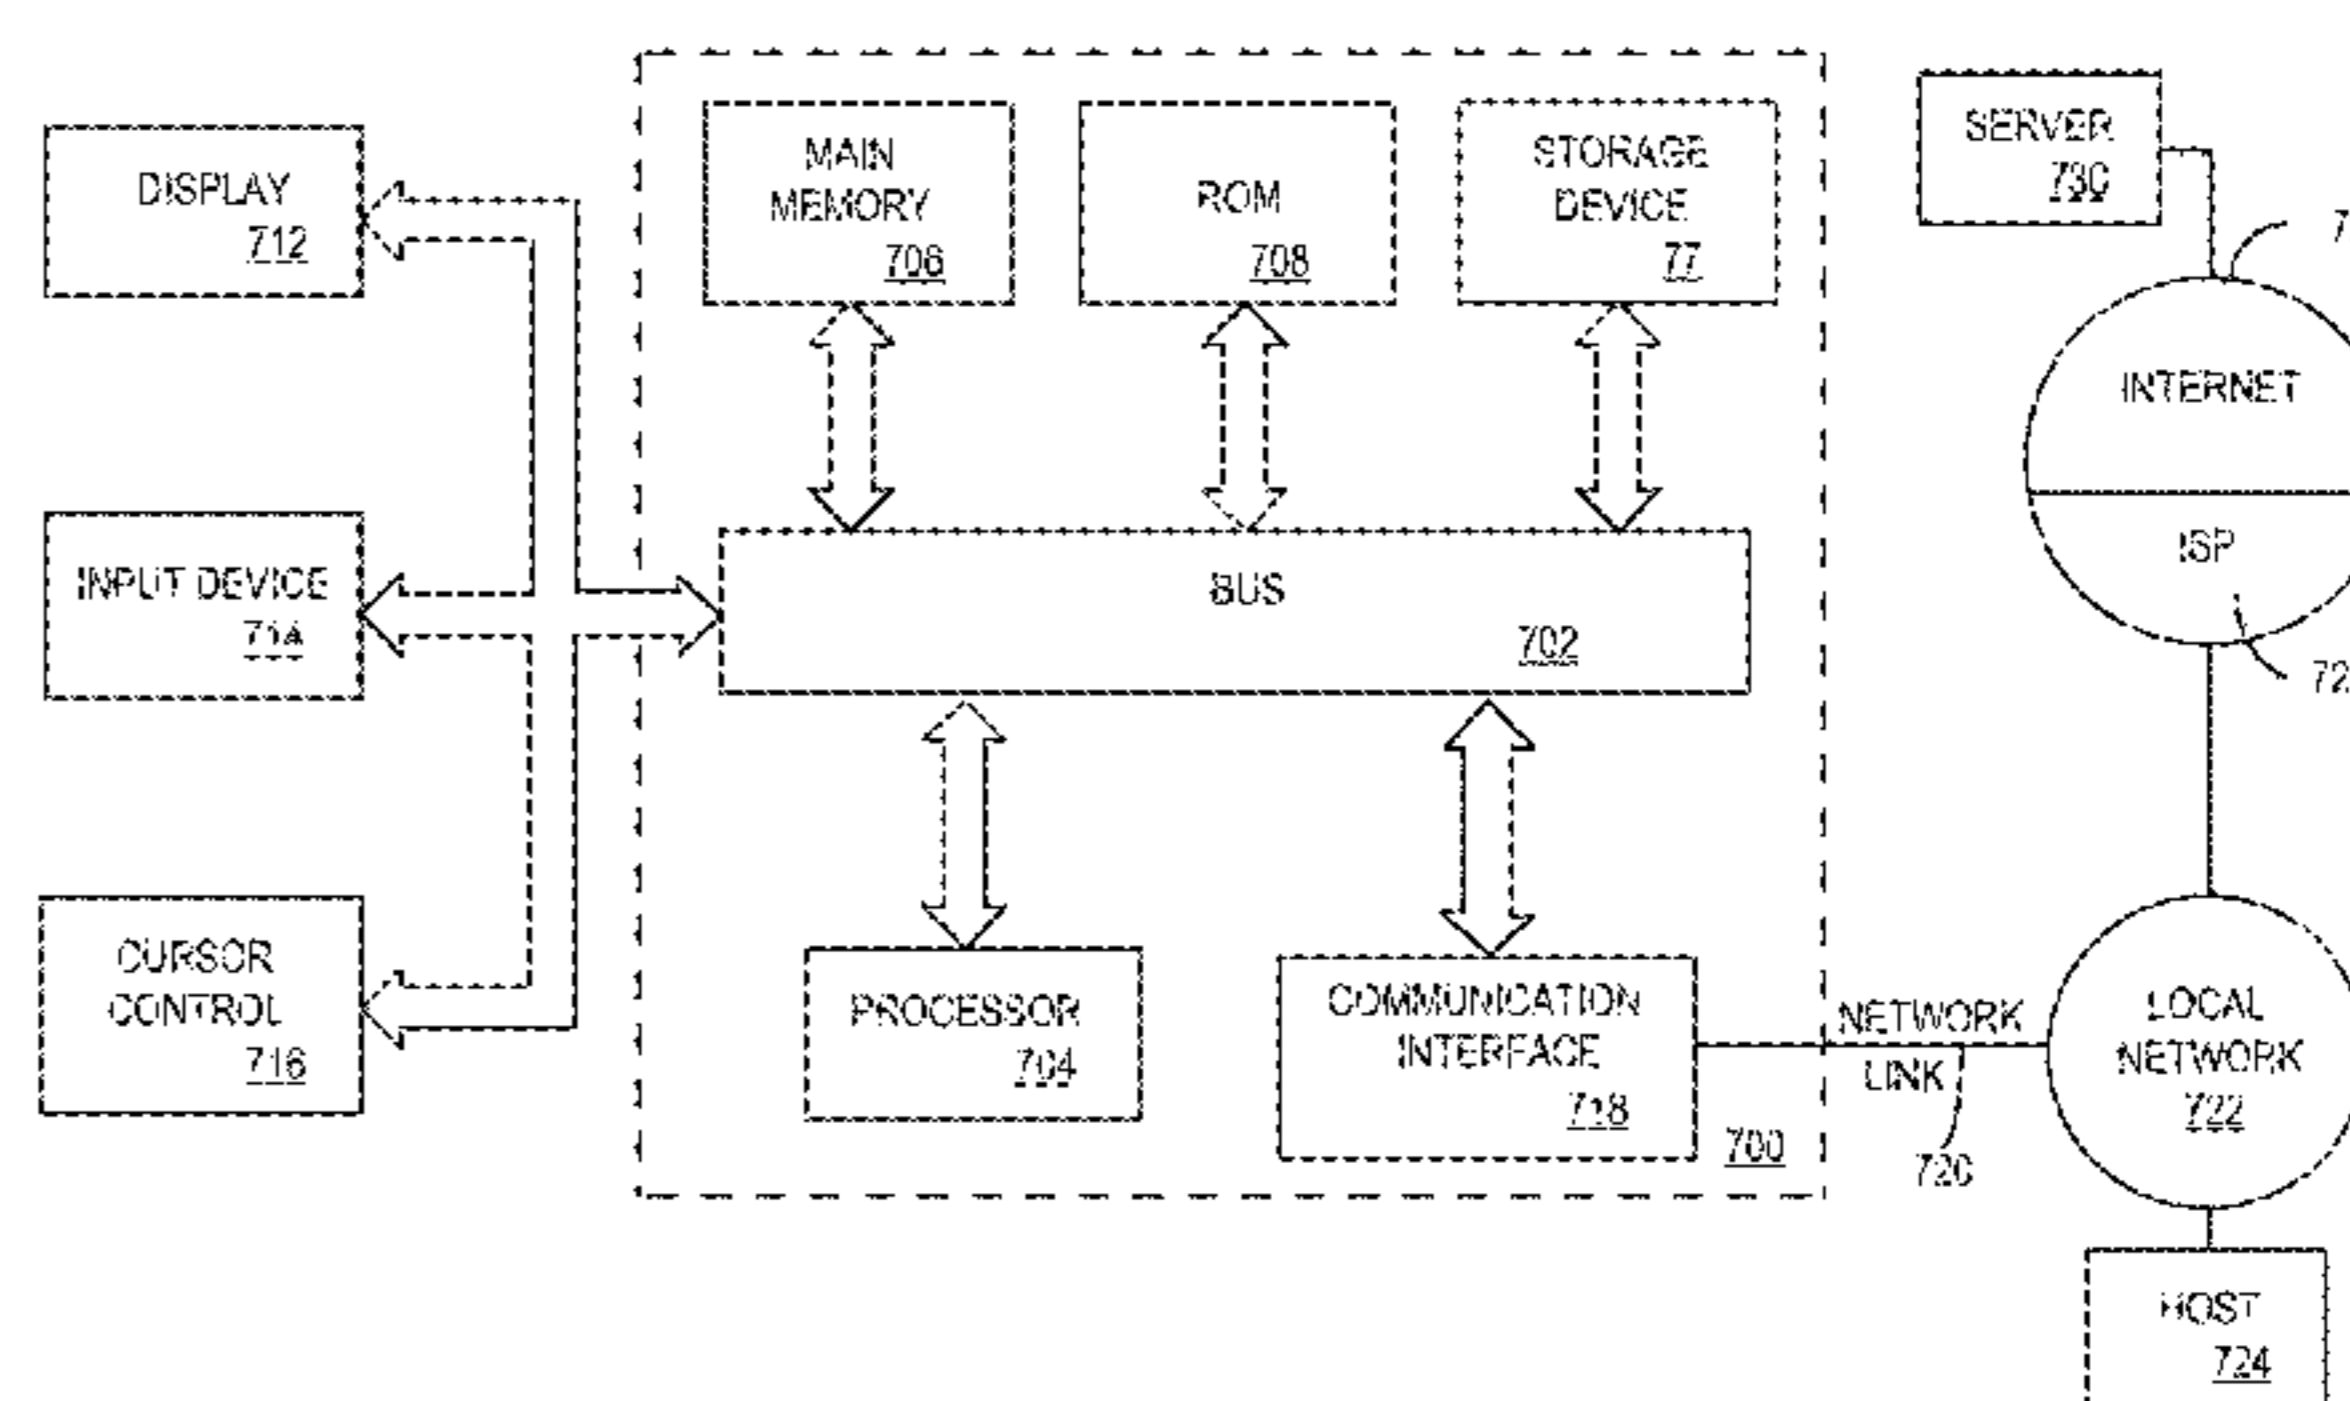 DISPLAY
712
INPUT DEVICE
714
CURSOR
CONTROL
716
MAIN
MEMORY
706
ROM
708
STORAGE
DEVICE
77
BUS
702
PROCESSOR
704
COMMUNICATION
INTERFACE
718
700
NETWORK
LINK
720
SERVER
730
INTERNET
ISP
LOCAL
NETWORK
722
HOST
724